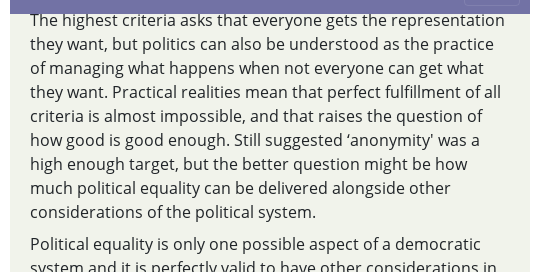 The highest criteria asks that everyone gets the representation
they want, but politics can also be understood as the practice
of managing what happens when not everyone can get what
they want. Practical realities mean that perfect fulfillment of all
criteria is almost impossible, and that raises the question of
how good is good enough. Still suggested ‘anonymity' was a
high enough target, but the better question might be how
much political equality can be delivered alongside other
considerations of the political system.
Political equality is only one possible aspect of a democratic
system and it is perfectly valid to have other considerations in